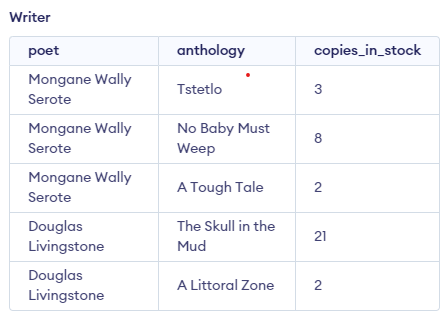 Writer
poet anthology copies_in_stock
Mongane Wally
Serote
Tstetlo
3
Mongane Wally
Serote
No Baby Must
Weep
8
Mongane Wally
Serote
A Tough Tale
2
Douglas
Livingstone
The Skull in the
Mud
21
Douglas
Livingstone
A Littoral Zone
2